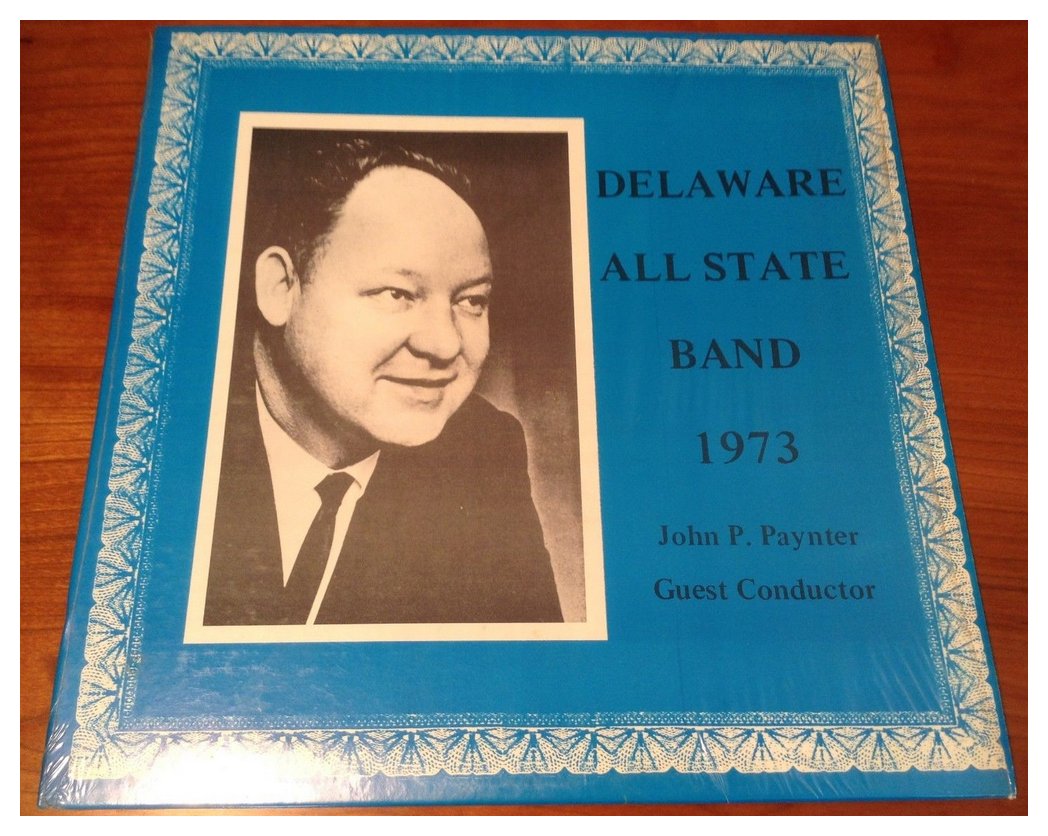 DELAWARE
ALL STATE
BAND
1973
John P. Paynter
Guest Conductor